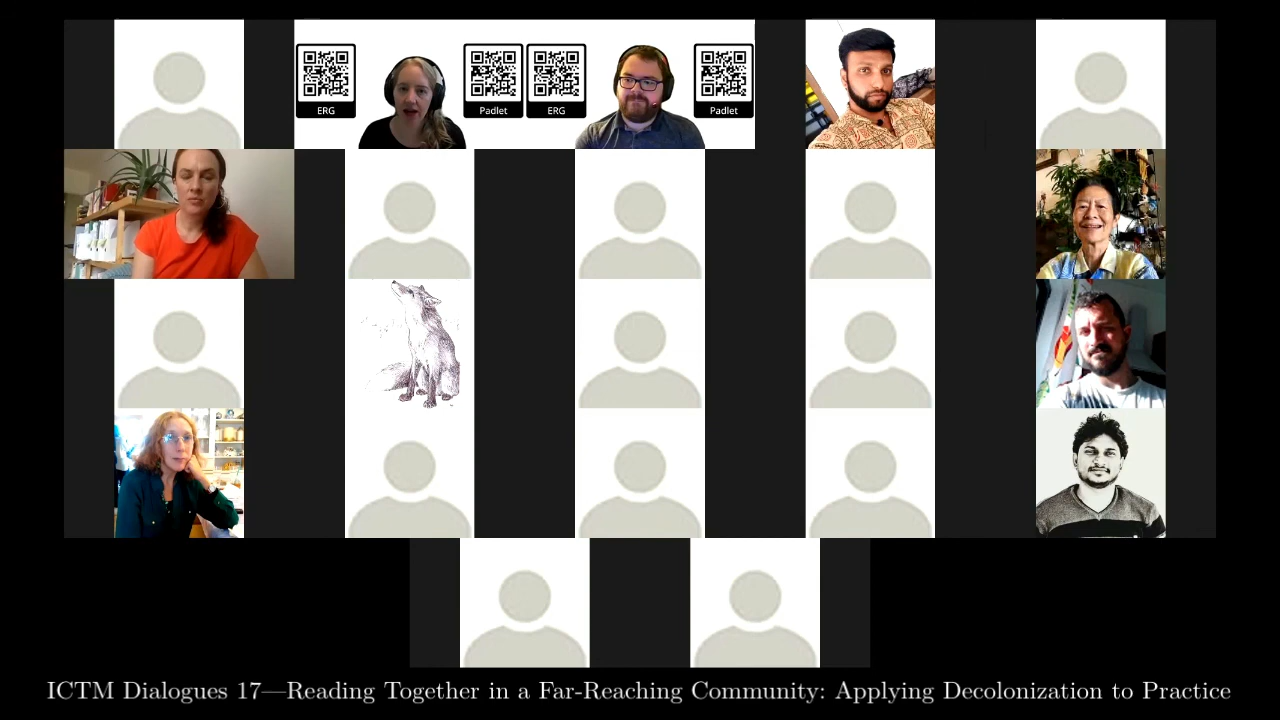 ERG
Padlet
ERG
Padlet
ICTM Dialogues 17—Reading Together in a Far-Reaching Community: Applying Decolonization to Practice